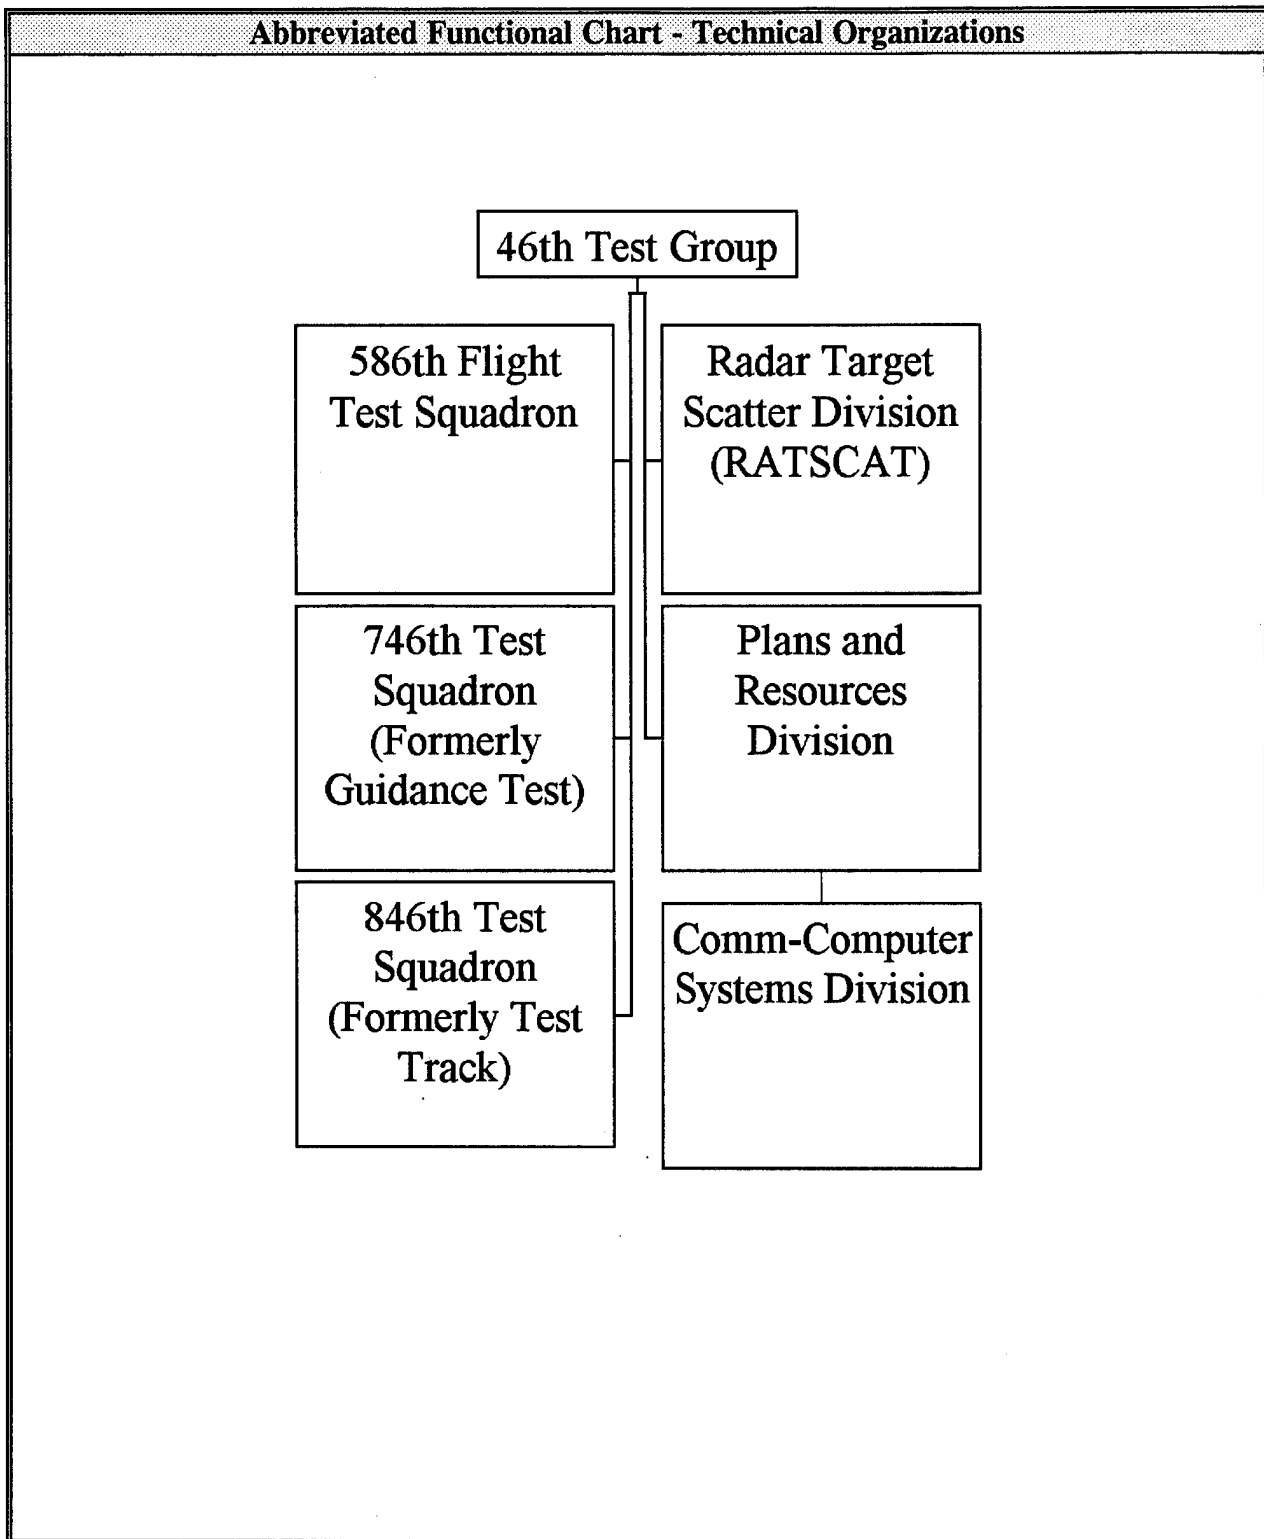 Abbreviated Functional Chart - Technical Organizations
46th Test Group
586th Flight
Test Squadron
Radar Target
Scatter Division
(RATSCAT)
746th Test
Squadron
(Formerly
Guidance Test)
Plans and
Resources
Division
846th Test
Squadron
(Formerly Test
Track)
Comm-Computer
Systems Division